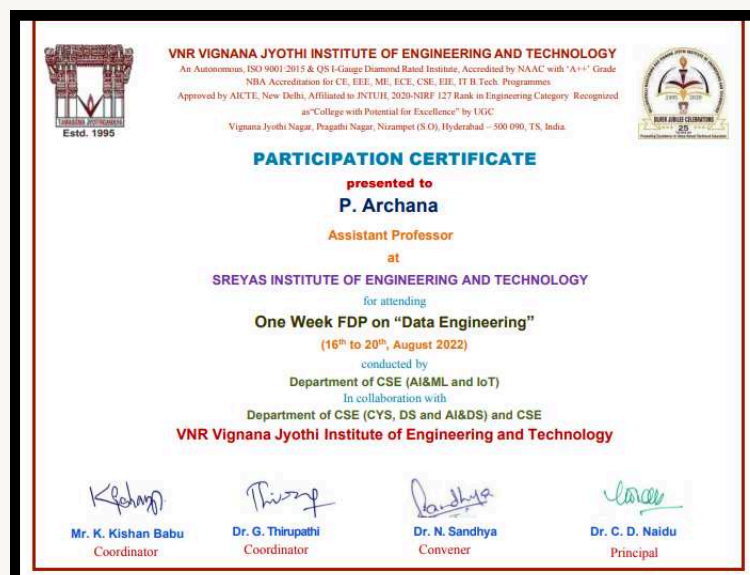 VNR VIGNANA JYOTHI INSTITUTE OF ENGINEERING AND TECHNOLOGY
An Autonomous, ISO 9001:2015 & QS I-Gauge Diamond Rated Institute, Accredited by NAAC with ‘A++’ Grade
NBA Accreditation for CE, EEE, ME, ECE, CSE, EIE, IT B.Tech. Programmes
Approved by AICTE, New Delhi, Affiliated to JNTUH, 2020-NIRF 127 Rank in Engineering Category Recognized
as“College with Potential for Excellence” by UGC
Vignana Jyothi Nagar, Pragathi Nagar, Nizampet (S.O), Hyderabad – 500 090, TS, India.
Estd. 1995
1995 2020
SILVER JUBILEE CELEBRATIONS
25
PARTICIPATION CERTIFICATE
presented to
P. Archana
Assistant Professor
at
SREYAS INSTITUTE OF ENGINEERING AND TECHNOLOGY
for attending
One Week FDP on “Data Engineering”
(16th to 20th, August 2022)
conducted by
Department of CSE (AI&ML and IoT)
In collaboration with
Department of CSE (CYS, DS and AI&DS) and CSE
VNR Vignana Jyothi Institute of Engineering and Technology
Mr. K. Kishan Babu
Coordinator
Dr. G. Thirupathi
Coordinator
Sandhya
Dr. N. Sandhya
Convener
Dr. C. D. Naidu
Principal